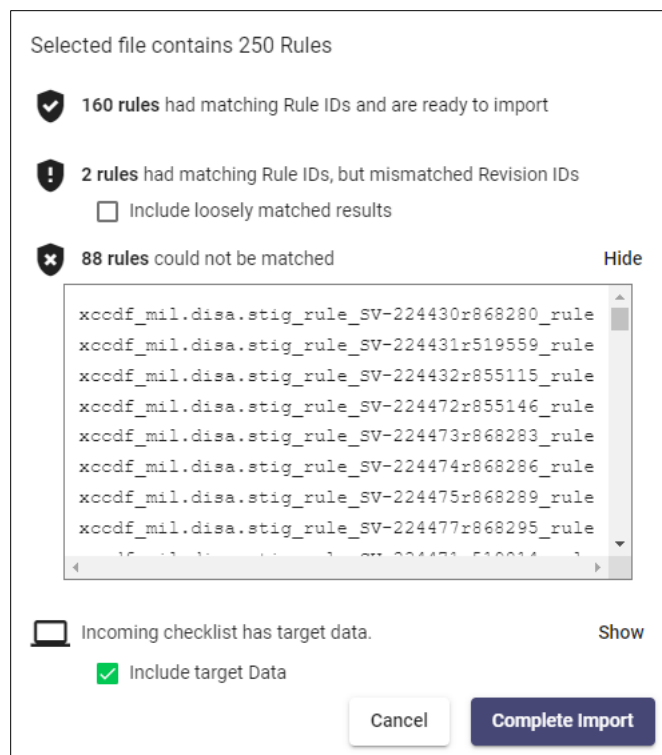 Selected file contains 250 Rules
160 rules had matching Rule IDs and are ready to import
2 rules had matching Rule IDs, but mismatched Revision IDs
Include loosely matched results
88 rules could not be matched Hide
xccdf_mil.disa.stig_rule_SV-224430r868280_rule
xccdf_mil.disa.stig_rule_SV-224431r519559_rule
xccdf_mil.disa.stig_rule_SV-224432r855115_rule
xccdf_mil.disa.stig_rule_SV-224472r855146_rule
xccdf_mil.disa.stig_rule_SV-224473r868283_rule
xccdf_mil.disa.stig_rule_SV-224474r868286_rule
xccdf_mil.disa.stig_rule_SV-224475r868289_rule
xccdf_mil.disa.stig_rule_SV-224477r868295_rule
Incoming checklist has target data. Show
Include target Data
Cancel Complete Import